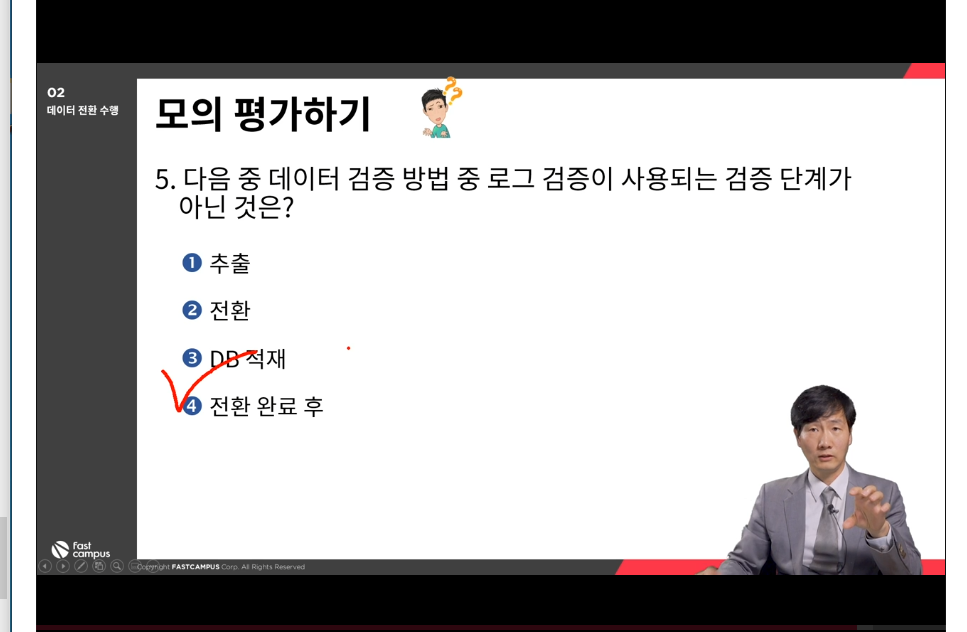 02
데이터 전환 수행
모의 평가하기
5. 다음 중 데이터 검증 방법 중 로그 검증이 사용되는 검증 단계가
아닌 것은?
❶ 추출
❷ 전환
❸ DB 적재
❹ 전환 완료 후
Fast
campus
Copyright FASTCAMPUS Corp. All Rights Reserved